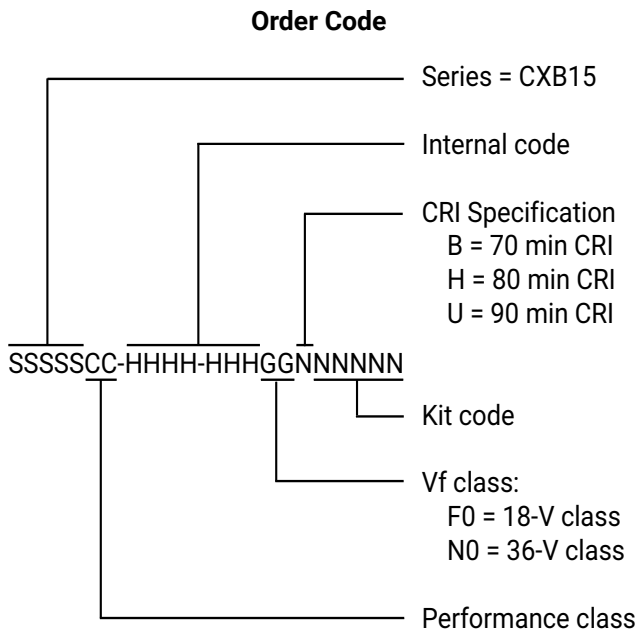 Order Code
Series = CXB15
Internal code
CRI Specification
B = 70 min CRI
H = 80 min CRI
U = 90 min CRI
SSSSSCC-HHHH-HHHGGNNNNNN
Kit code
Vf class:
F0 = 18-V class
N0 = 36-V class
Performance class